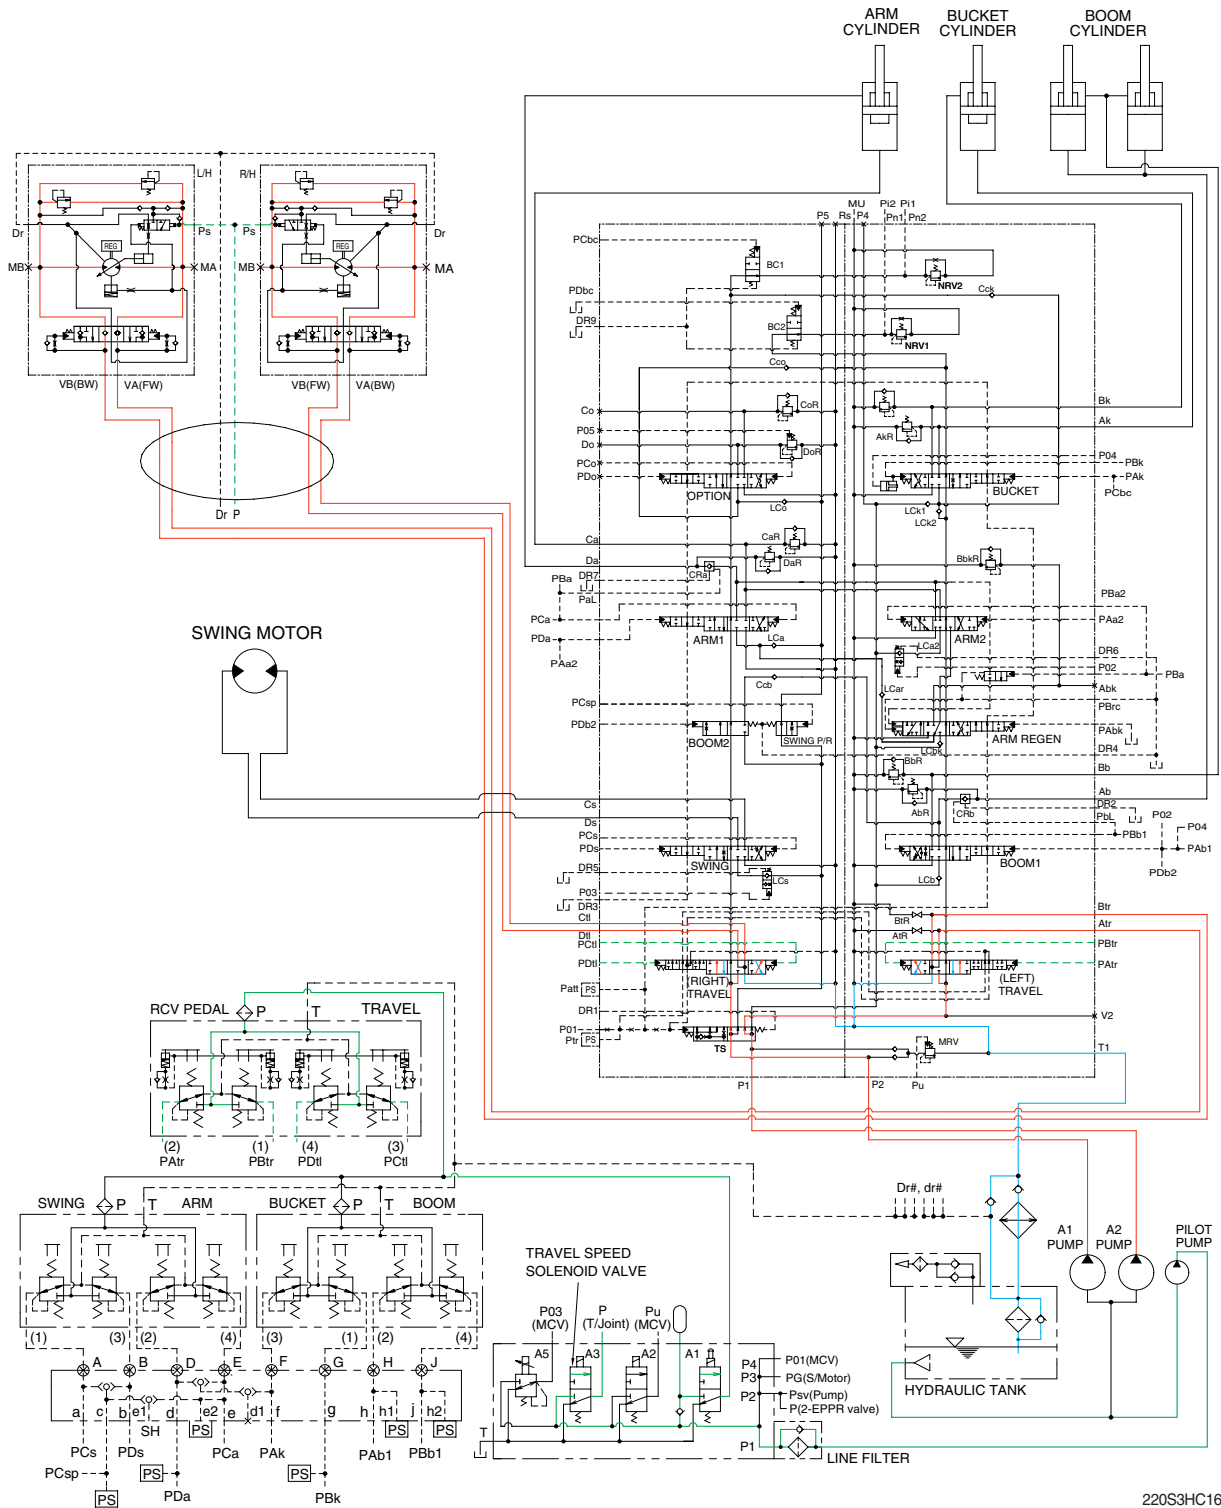 ARM
CYLINDER
BUCKET
CYLINDER
BOOM
CYLINDER
L/H
R/H
Dr
Ps
Ps
Dr
REG
REG
MB
MA
MB
MA
VB(BW)
VA(FW)
VB(FW)
VA(BW)
Dr P
SWING MOTOR
P5
Rs
MU
P4
Pi2
Pn1
Pi1
Pn2
PCbc
BC1
NRV2
Cck
PDbc
DR9
BC2
NRV1
Cco
Co
CoR
P05
Do
DoR
PCo
PDo
OPTION
LCo
Bk
Ak
AkR
P04
PBk
PAk
PCbc
BUCKET
LCk1
LCk2
Ca
CaR
Da
DaR
CRa
DR7
PBa
PaL
PCa
PDa
PAa2
ARM1
LCa
BbkR
PBa2
PAa2
ARM2
LCa2
DR6
P02
PBa
Abk
LCar
Ccb
PCsp
PDb2
BOOM2
SWING P/R
PBrc
PAbk
ARM REGEN
LCbk
DR4
BbR
Bb
Ab
AbR
CRb
DR2
PbL
PBb1
P02
P04
PAb1
PDb2
BOOM1
LCb
Cs
Ds
PCs
PDs
SWING
DR5
LCs
P03
DR3
Ctl
Dtl
PCtl
PDtl
(RIGHT)
TRAVEL
BtR
AtR
Btr
Atr
PBtr
PAtr
(LEFT)
TRAVEL
Patt
PS
DR1
P01
Ptr
PS
TS
V2
T1
MRV
P1
P2
Pu
RCV PEDAL
P
T
TRAVEL
(2)
(1)
(4)
(3)
PAtr
PBtr
PDtl
PCtl
SWING
P
T
ARM
BUCKET
P
T
BOOM
(1)
(3)
(2)
(4)
(3)
(1)
(2)
(4)
A
B
D
E
F
G
H
J
a
c
b
e1
d
e2
e
d1
f
g
h
h1
j
h2
SH
PS
PS
PS
PCs
PDs
PCa
PAk
PAb1
PBb1
PCsp
PS
PS
PDa
PS
PBk
TRAVEL SPEED
SOLENOID VALVE
P03
(MCV)
P
(T/Joint)
Pu
(MCV)
A5
A3
A2
A1
P4
P3
P2
P1
T
P01(MCV)
PG(S/Motor)
Psv(Pump)
P(2-EPPR valve)
LINE FILTER
Dr#, dr#
A1
PUMP
A2
PUMP
PILOT
PUMP
HYDRAULIC TANK
220S3HC16